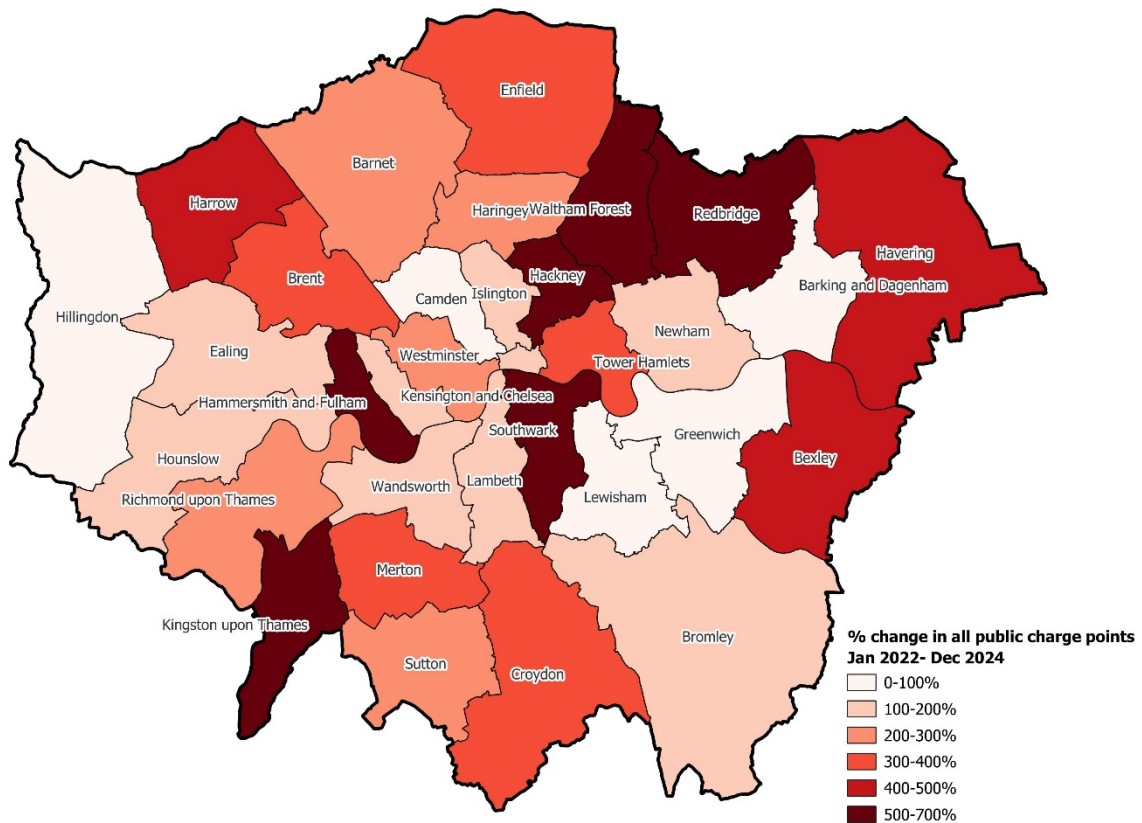 Enfield
Barnet
Harrow
Haringey
Waltham Forest
Redbridge
Havering
Brent
Hackney
Camden
Islington
Barking and Dagenham
Hillingdon
Newham
Ealing
Westminster
Tower Hamlets
Hammersmith and Fulham
Kensington and Chelsea
Southwark
Greenwich
Hounslow
Bexley
Wandsworth
Lambeth
Richmond upon Thames
Lewisham
Merton
Kingston upon Thames
Bromley
Sutton
Croydon
% change in all public charge points
Jan 2022- Dec 2024
0-100%
100-200%
200-300%
300-400%
400-500%
500-700%